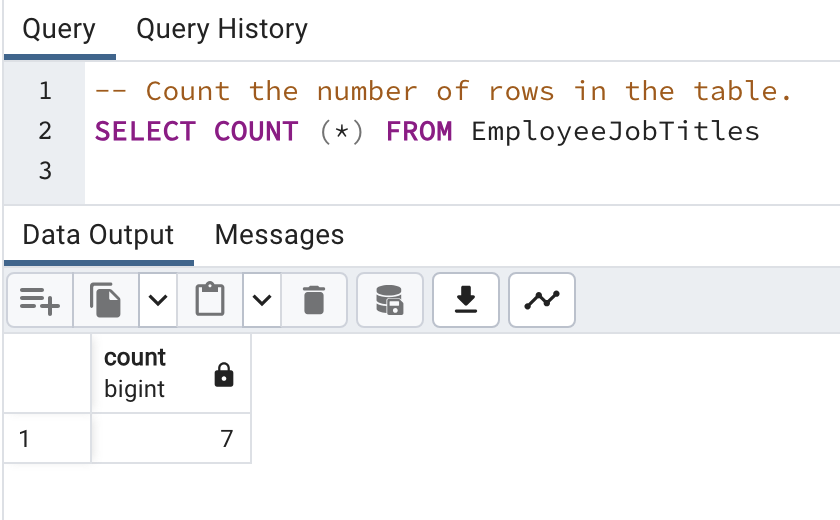 Query Query History
1 -- Count the number of rows in the table.
2 SELECT COUNT (*) FROM EmployeeJobTitles
3
Data Output Messages
count
bigint
1 7